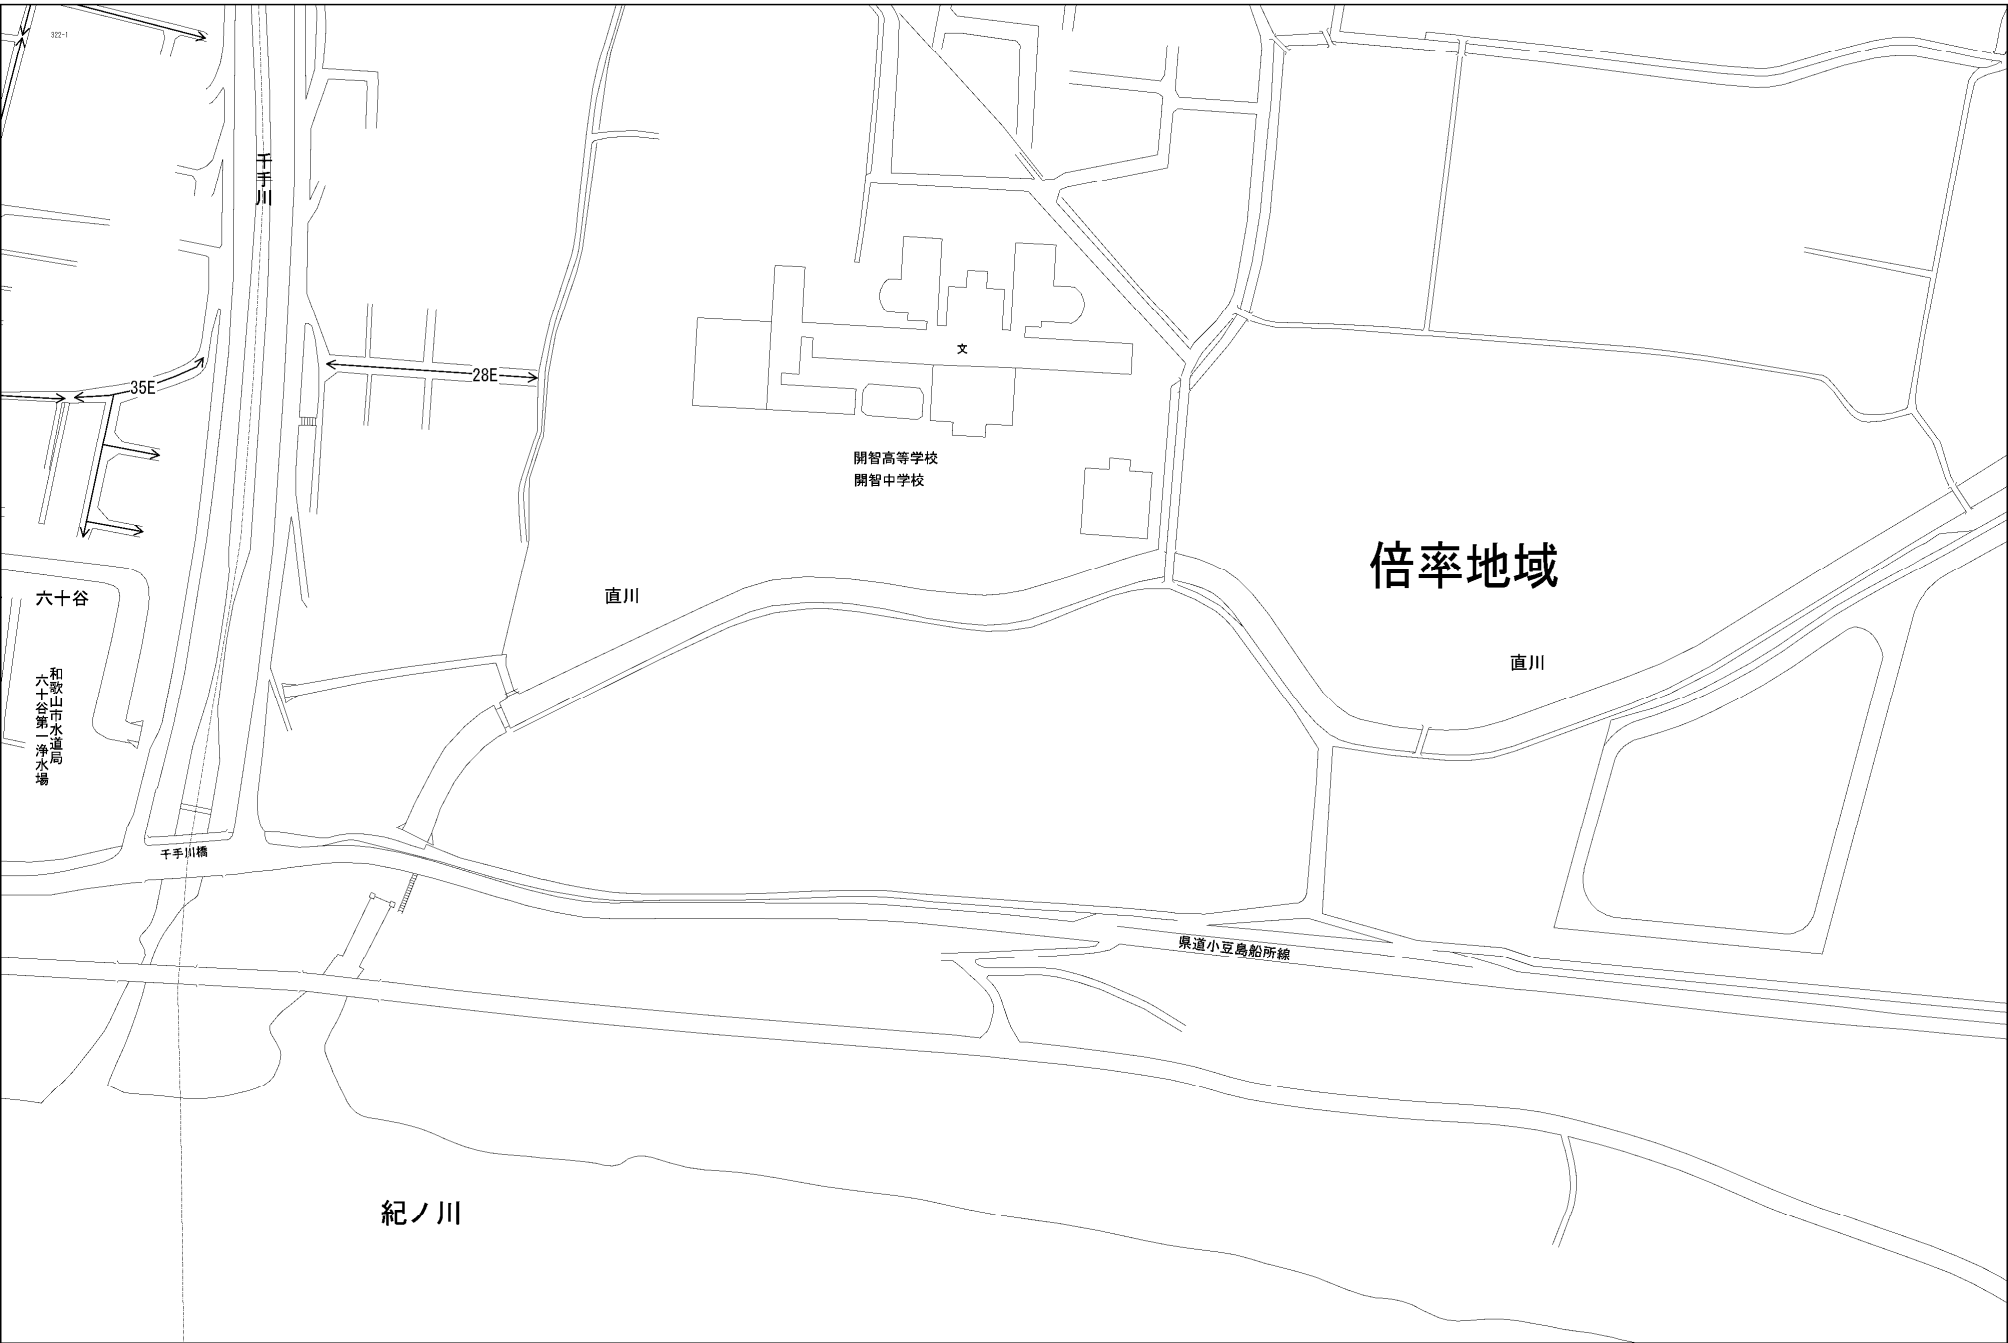 322-1
千手川
35E
28E
文
開智高等学校
開智中学校
倍率地域
六十谷
直川
直川
和歌山市水道局
六十谷第一浄水場
千手川橋
県道小豆島船所線
紀ノ川